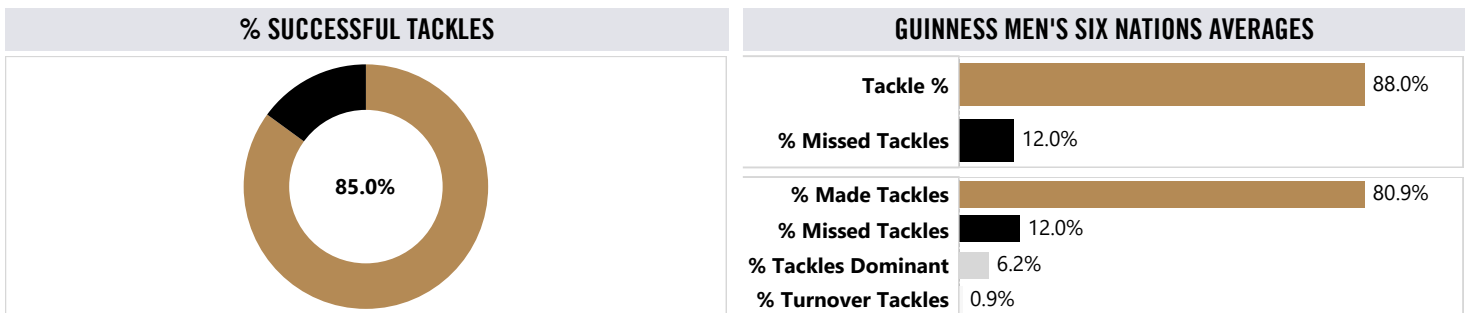 % SUCCESSFUL TACKLES
85.0%
GUINNESS MEN'S SIX NATIONS AVERAGES
Tackle % 88.0%
% Missed Tackles 12.0%
% Made Tackles 80.9%
% Missed Tackles 12.0%
% Tackles Dominant 6.2%
% Turnover Tackles 0.9%